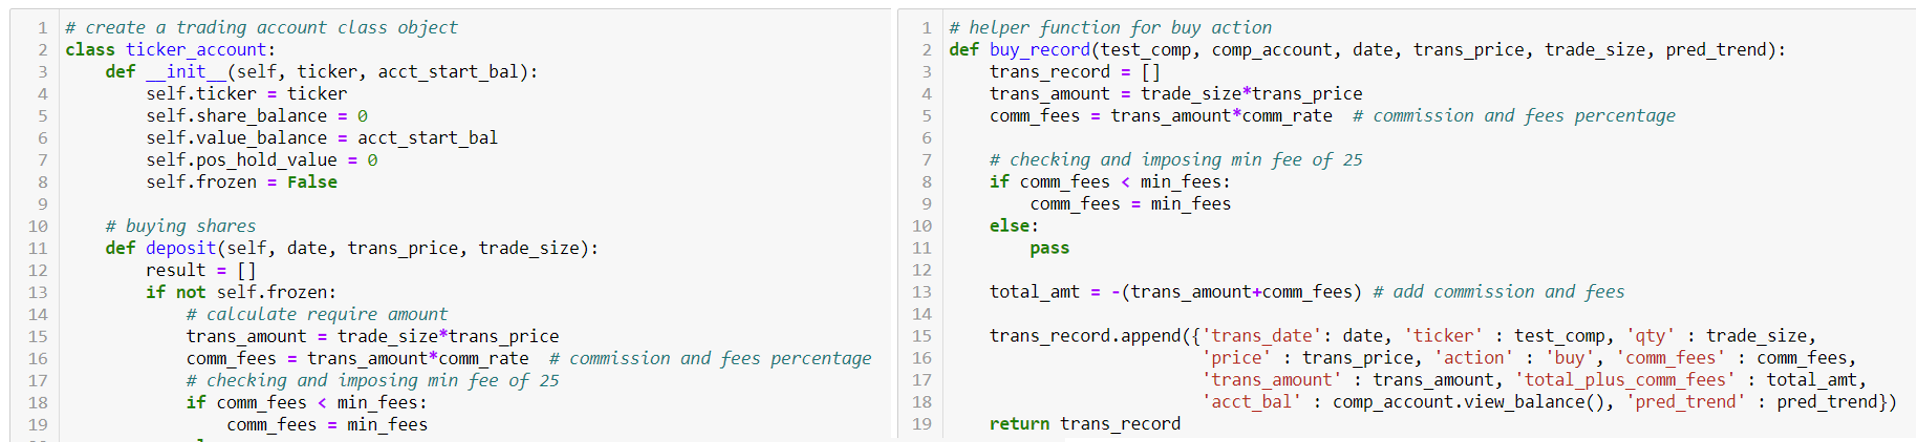 1 # create a trading account class object
2 class ticker_account:
3     def __init__(self, ticker, acct_start_bal):
4         self.ticker = ticker
5         self.share_balance = 0
6         self.value_balance = acct_start_bal
7         self.pos_hold_value = 0
8         self.frozen = False
9
10     # buying shares
11     def deposit(self, date, trans_price, trade_size):
12         result = []
13         if not self.frozen:
14             # calculate require amount
15             trans_amount = trade_size*trans_price
16             comm_fees = trans_amount*comm_rate  # commission and fees percentage
17             # checking and imposing min fee of 25
18             if comm_fees < min_fees:
19                 comm_fees = min_fees
1 # helper function for buy action
2 def buy_record(test_comp, comp_account, date, trans_price, trade_size, pred_trend):
3     trans_record = []
4     trans_amount = trade_size*trans_price
5     comm_fees = trans_amount*comm_rate  # commission and fees percentage
6
7     # checking and imposing min fee of 25
8     if comm_fees < min_fees:
9         comm_fees = min_fees
10     else:
11         pass
12
13     total_amt = -(trans_amount+comm_fees) # add commission and fees
14
15     trans_record.append({'trans_date': date, 'ticker' : test_comp, 'qty' : trade_size,
16                          'price' : trans_price, 'action' : 'buy', 'comm_fees' : comm_fees,
17                          'trans_amount' : trans_amount, 'total_plus_comm_fees' : total_amt,
18                          'acct_bal' : comp_account.view_balance(), 'pred_trend' : pred_trend})
19     return trans_record